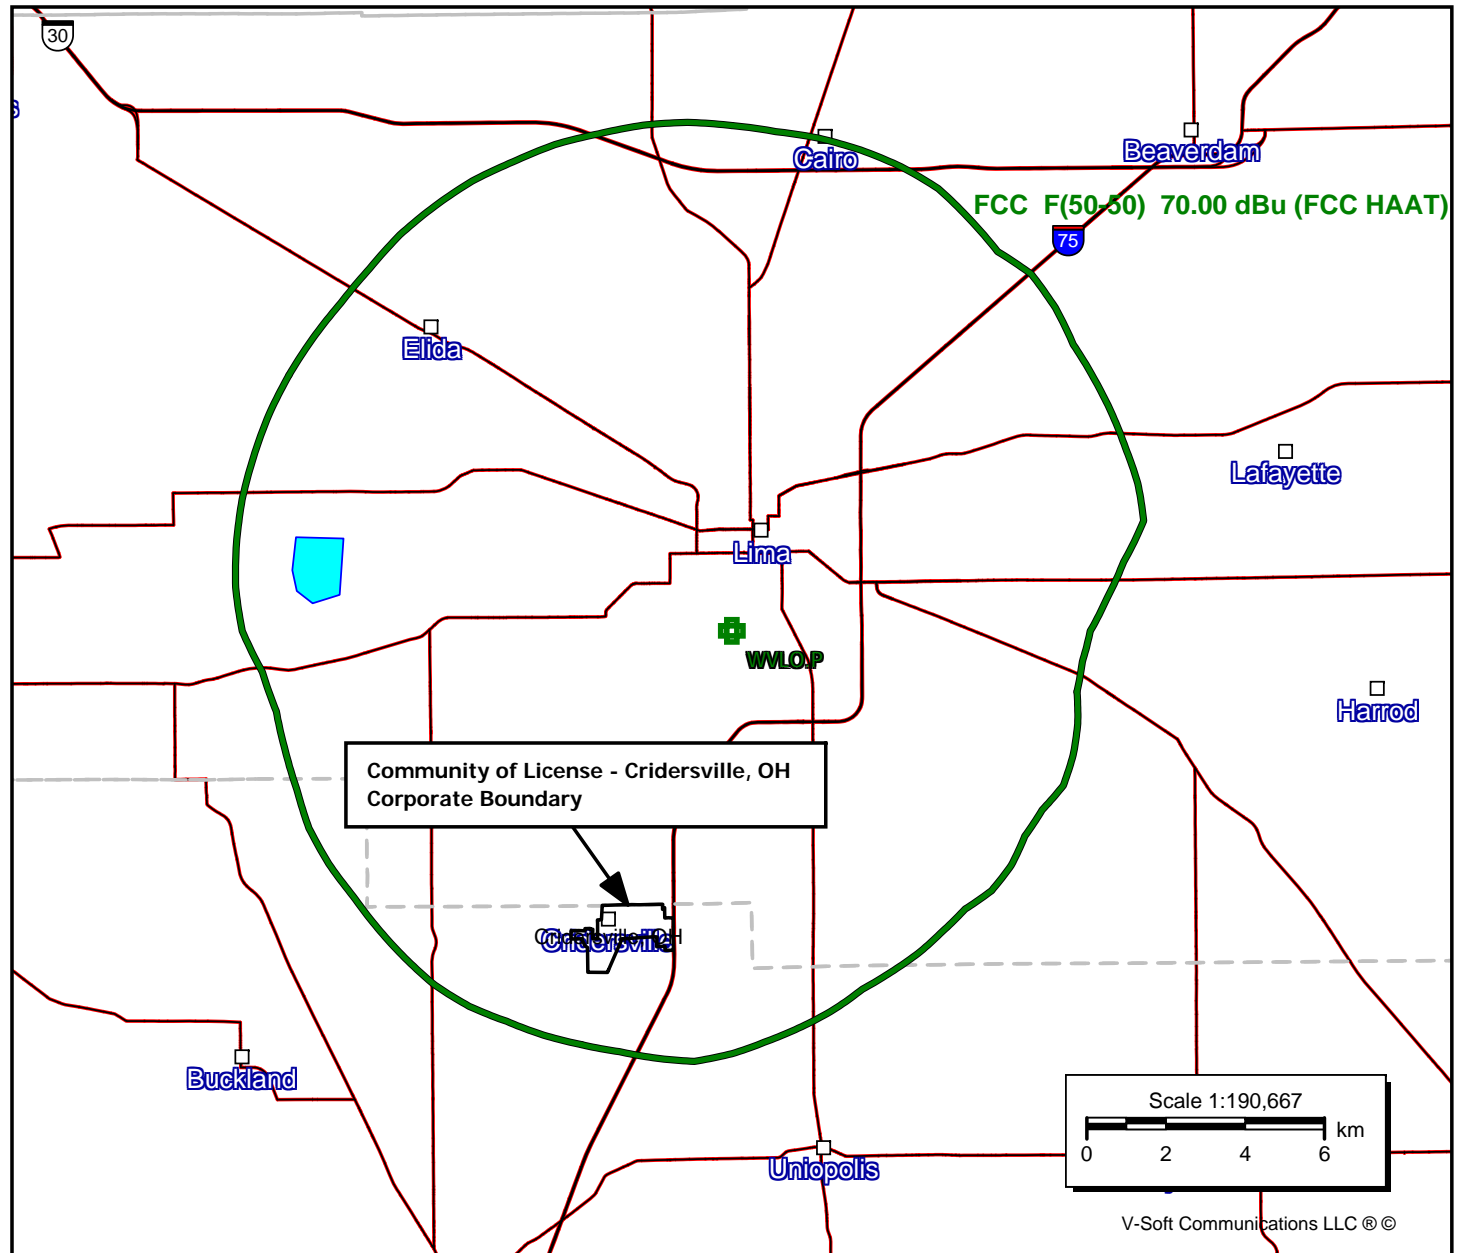 30
Cairo
Beaverdam
FCC F(50-50) 70.00 dBu (FCC HAAT)
75
Elida
Lafayette
Lima
WVLO.P
Harrod
Community of License - Cridersville, OH
Corporate Boundary
Cridersville, OH
Cridersville
Buckland
Scale 1:190,667
km
0 2 4 6
Uniopolis
V-Soft Communications LLC ® ©